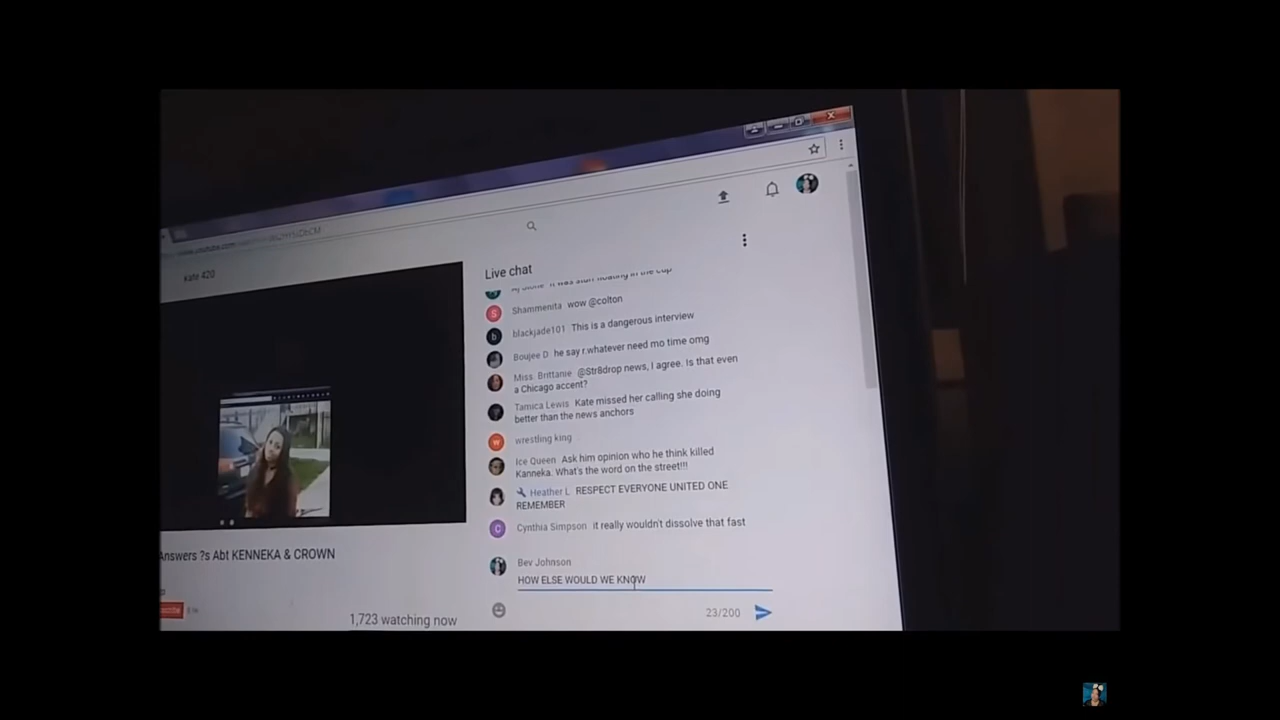 Kate 420
Live chat
Shammenita wow @colton
blackjade101 This is a dangerous interview
Boujee D he say r.whatever need mo time omg
Miss. Brittanie @Str8drop news, I agree. Is that even
a Chicago accent?
Tamica Lewis Kate missed her calling she doing
better than the news anchors
wrestling king
Ice Queen Ask him opinion who he think killed
Kanneka. What's the word on the street!!!
Heather L RESPECT EVERYONE UNITED ONE
REMEMBER
Cynthia Simpson it really wouldn't dissolve that fast
Answers ?s Abt KENNEKA & CROWN
Bev Johnson
HOW ELSE WOULD WE KNOW
23/200
1,723 watching now